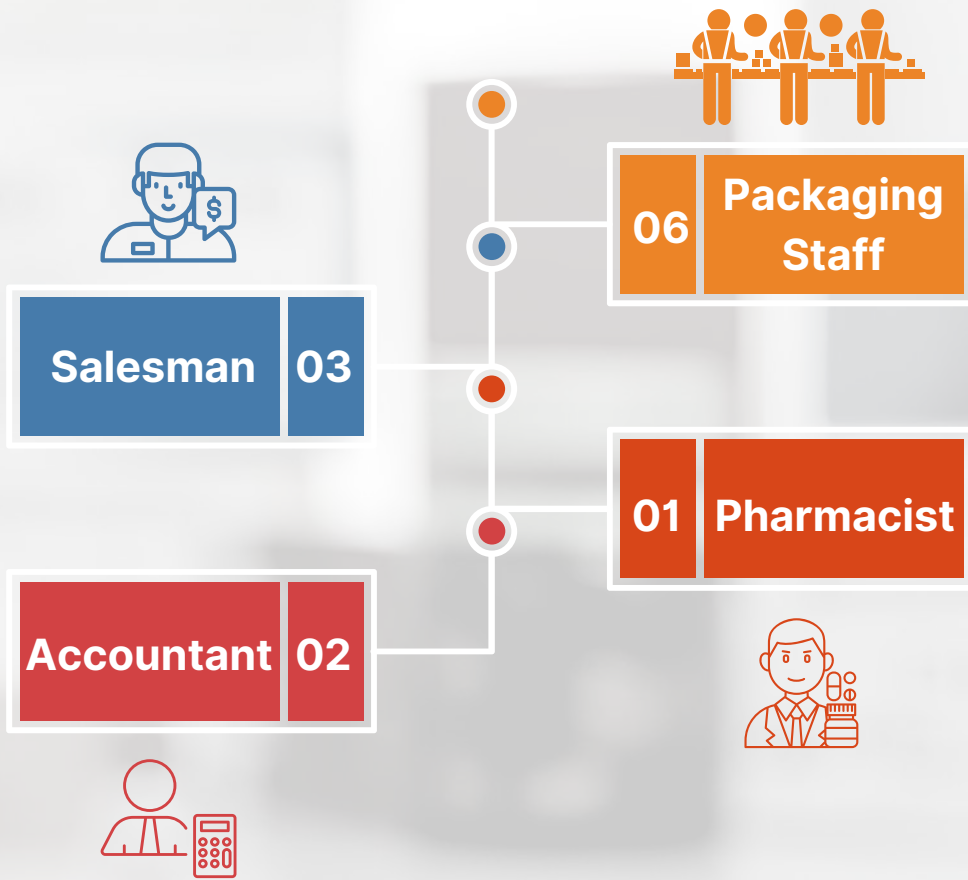 06
Packaging
Staff
Salesman 03
01 Pharmacist
Accountant 02
$